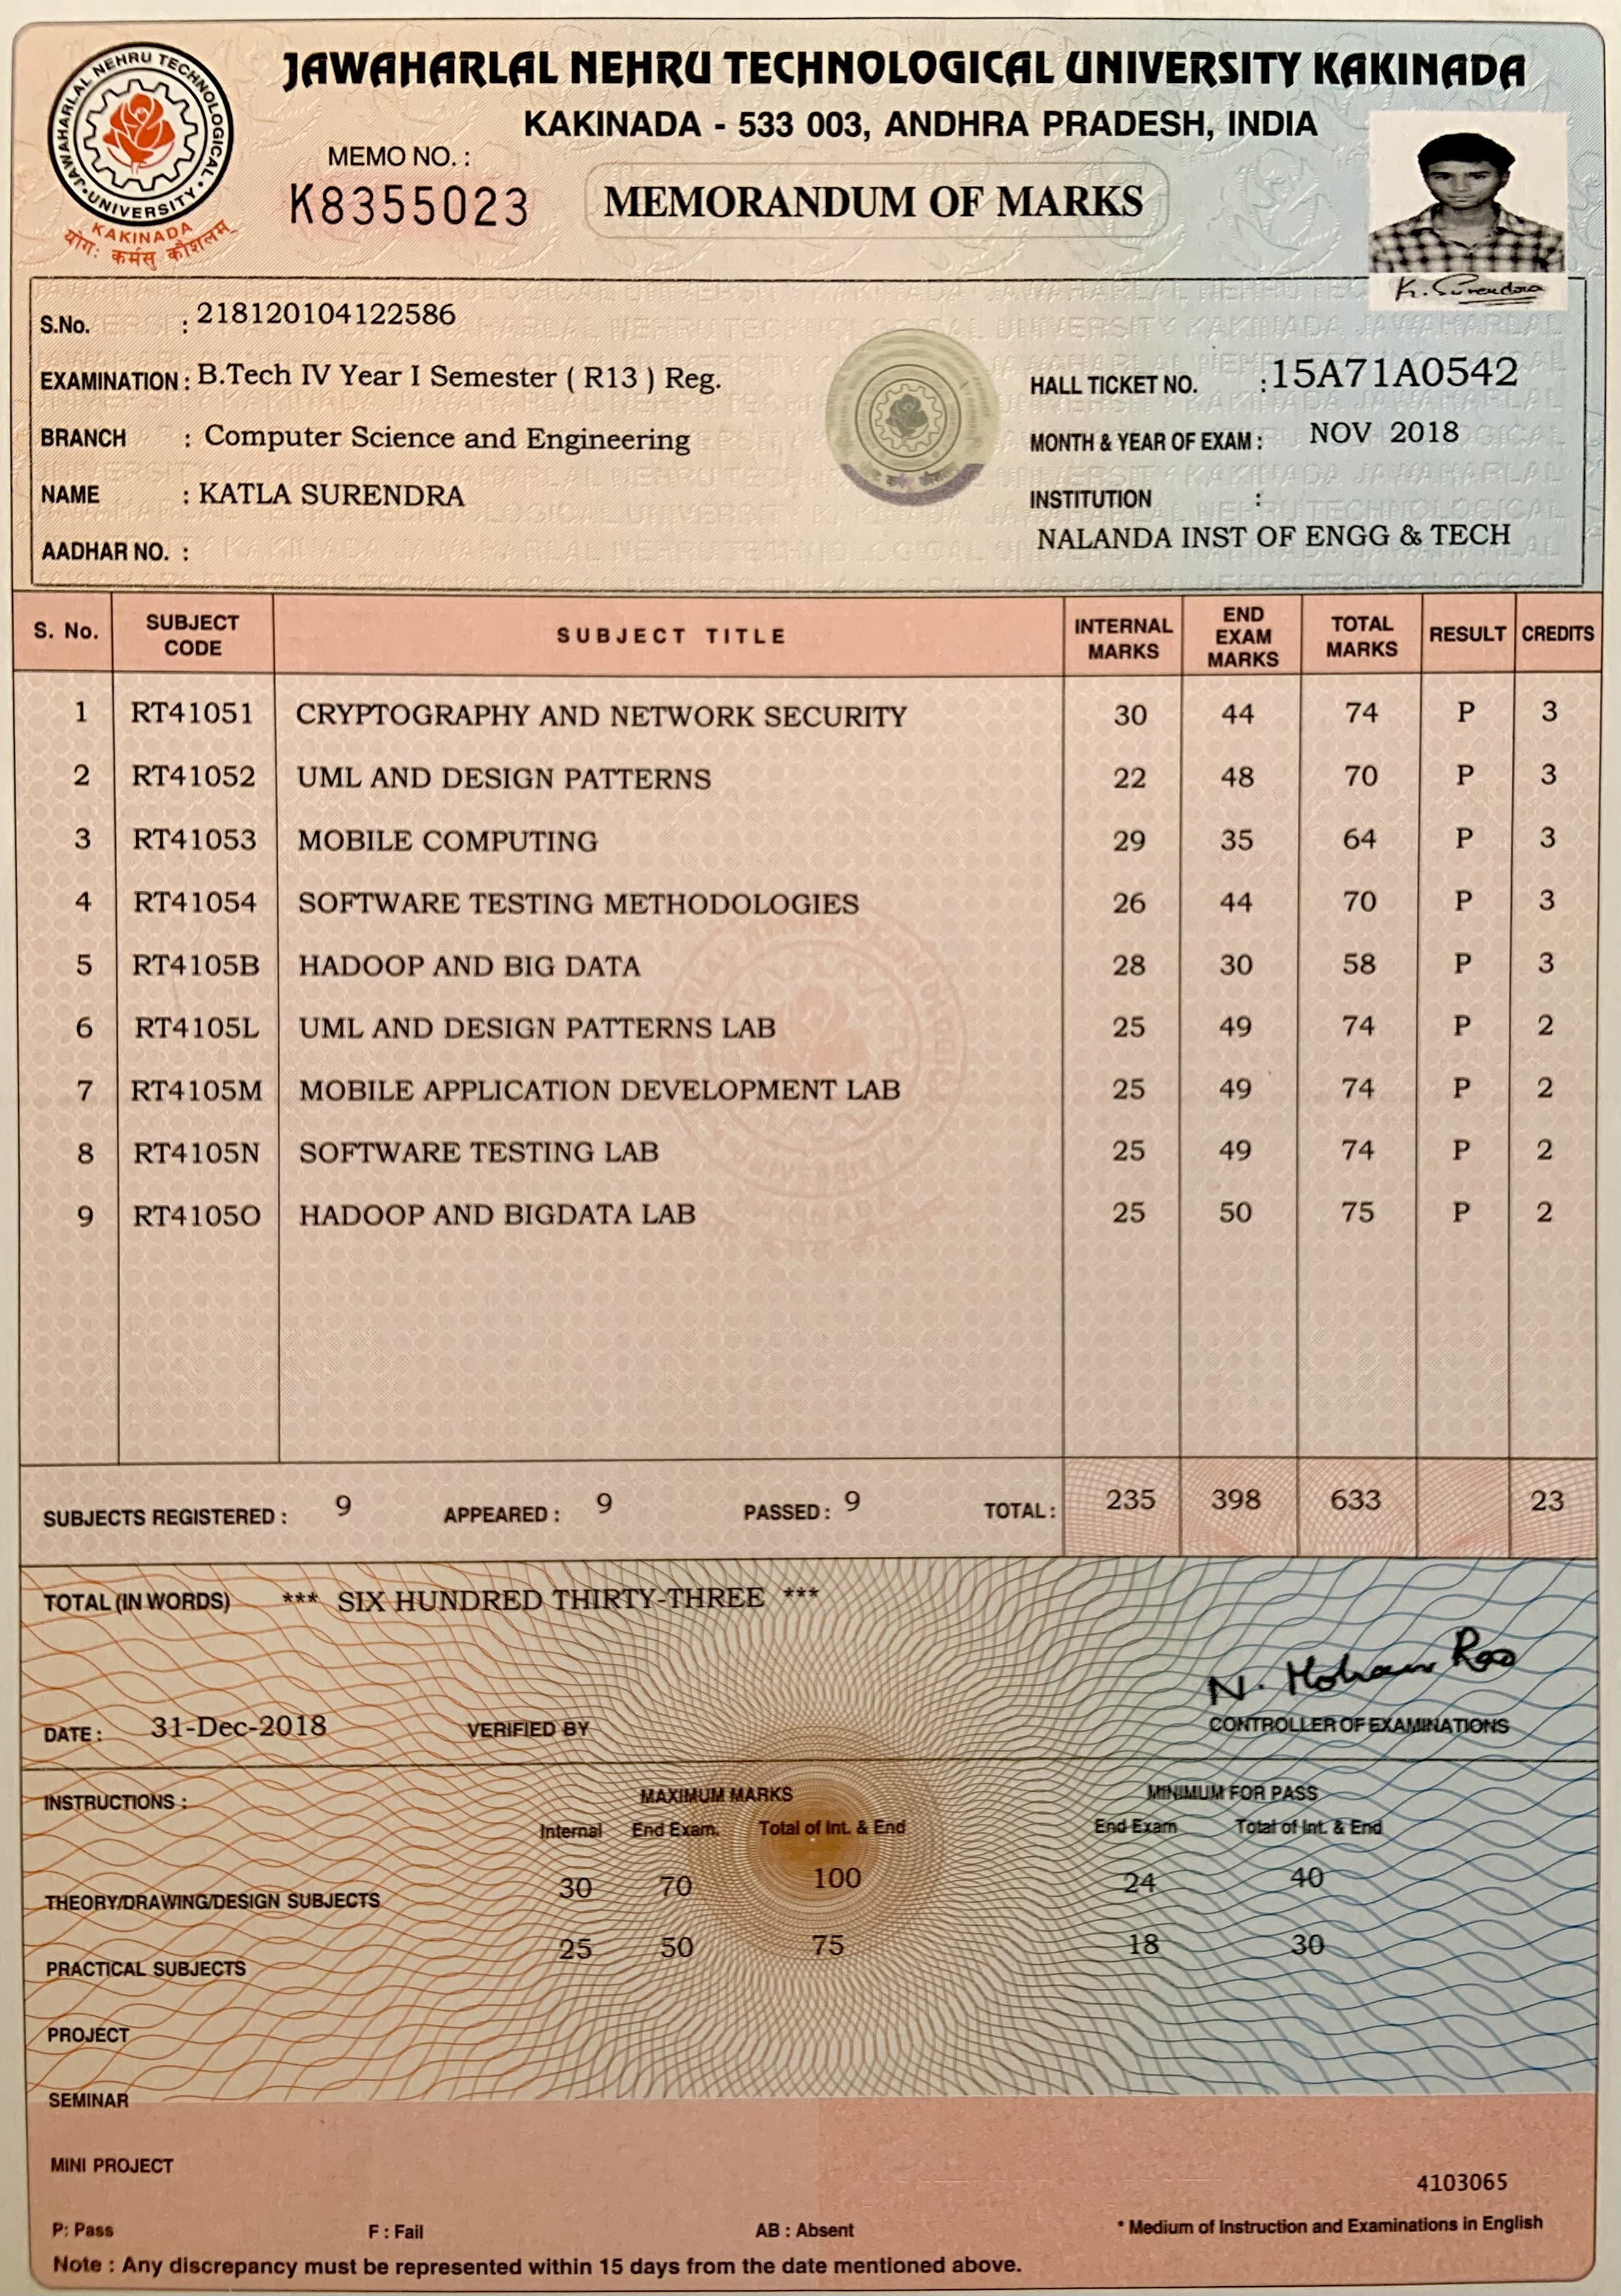 JAWAHARLAL NEHRU TECHNOLOGICAL UNIVERSITY KAKINADA
KAKINADA - 533 003, ANDHRA PRADESH, INDIA
JAWAHARLAL NEHRU TECHNOLOGICAL UNIVERSITY
KAKINADA
योगः कर्मसु कौशलम्
MEMO NO. :
K8355023
MEMORANDUM OF MARKS
K. Surendra
S.No. : 218120104122586
EXAMINATION : B.Tech IV Year I Semester ( R13 ) Reg.
HALL TICKET NO. : 15A71A0542
BRANCH : Computer Science and Engineering
MONTH & YEAR OF EXAM : NOV 2018
NAME : KATLA SURENDRA
INSTITUTION :
NALANDA INST OF ENGG & TECH
AADHAR NO. :
S. No. SUBJECT CODE SUBJECT TITLE INTERNAL MARKS END EXAM MARKS TOTAL MARKS RESULT CREDITS
1 RT41051 CRYPTOGRAPHY AND NETWORK SECURITY 30 44 74 P 3
2 RT41052 UML AND DESIGN PATTERNS 22 48 70 P 3
3 RT41053 MOBILE COMPUTING 29 35 64 P 3
4 RT41054 SOFTWARE TESTING METHODOLOGIES 26 44 70 P 3
5 RT4105B HADOOP AND BIG DATA 28 30 58 P 3
6 RT4105L UML AND DESIGN PATTERNS LAB 25 49 74 P 2
7 RT4105M MOBILE APPLICATION DEVELOPMENT LAB 25 49 74 P 2
8 RT4105N SOFTWARE TESTING LAB 25 49 74 P 2
9 RT4105O HADOOP AND BIGDATA LAB 25 50 75 P 2
SUBJECTS REGISTERED : 9 APPEARED : 9 PASSED : 9 TOTAL : 235 398 633 23
TOTAL (IN WORDS) *** SIX HUNDRED THIRTY-THREE ***
N. Mohan Rao
DATE : 31-Dec-2018 VERIFIED BY CONTROLLER OF EXAMINATIONS
INSTRUCTIONS : MAXIMUM MARKS MINIMUM FOR PASS
Internal End Exam. Total of Int. & End End Exam Total of Int. & End
THEORY/DRAWING/DESIGN SUBJECTS 30 70 100 24 40
PRACTICAL SUBJECTS 25 50 75 18 30
PROJECT
SEMINAR
MINI PROJECT
4103065
P: Pass F : Fail AB : Absent * Medium of Instruction and Examinations in English
Note : Any discrepancy must be represented within 15 days from the date mentioned above.